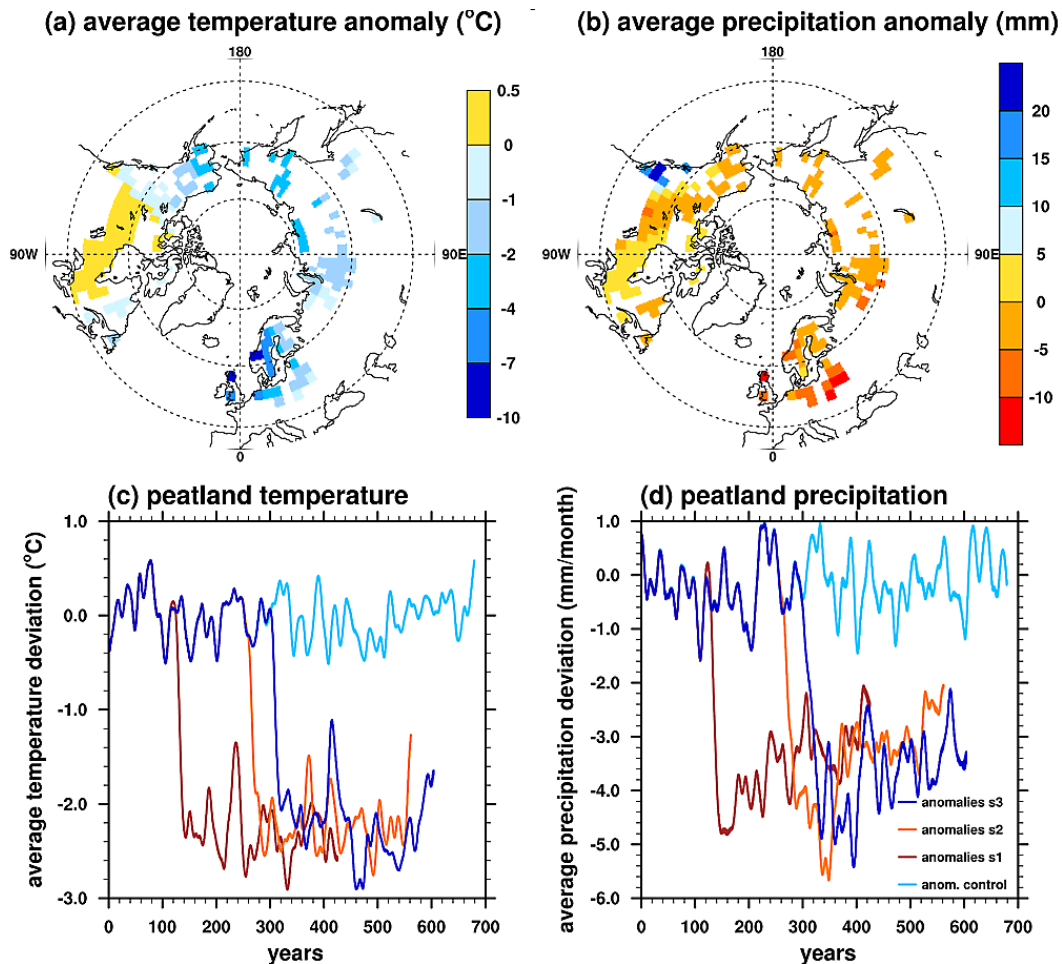 (a) average temperature anomaly (°C)
(b) average precipitation anomaly (mm)
180
90W
90E
0
0.5
0
-1
-2
-4
-7
-10
180
90W
90E
0
20
15
10
5
0
-5
-10
(c) peatland temperature
average temperature deviation (°C)
1.0
0.0
-1.0
-2.0
-3.0
0 100 200 300 400 500 600 700
years
(d) peatland precipitation
average precipitation deviation (mm/month)
1.0
0.0
-1.0
-2.0
-3.0
-4.0
-5.0
-6.0
anomalies s3
anomalies s2
anomalies s1
anom. control
0 100 200 300 400 500 600 700
years